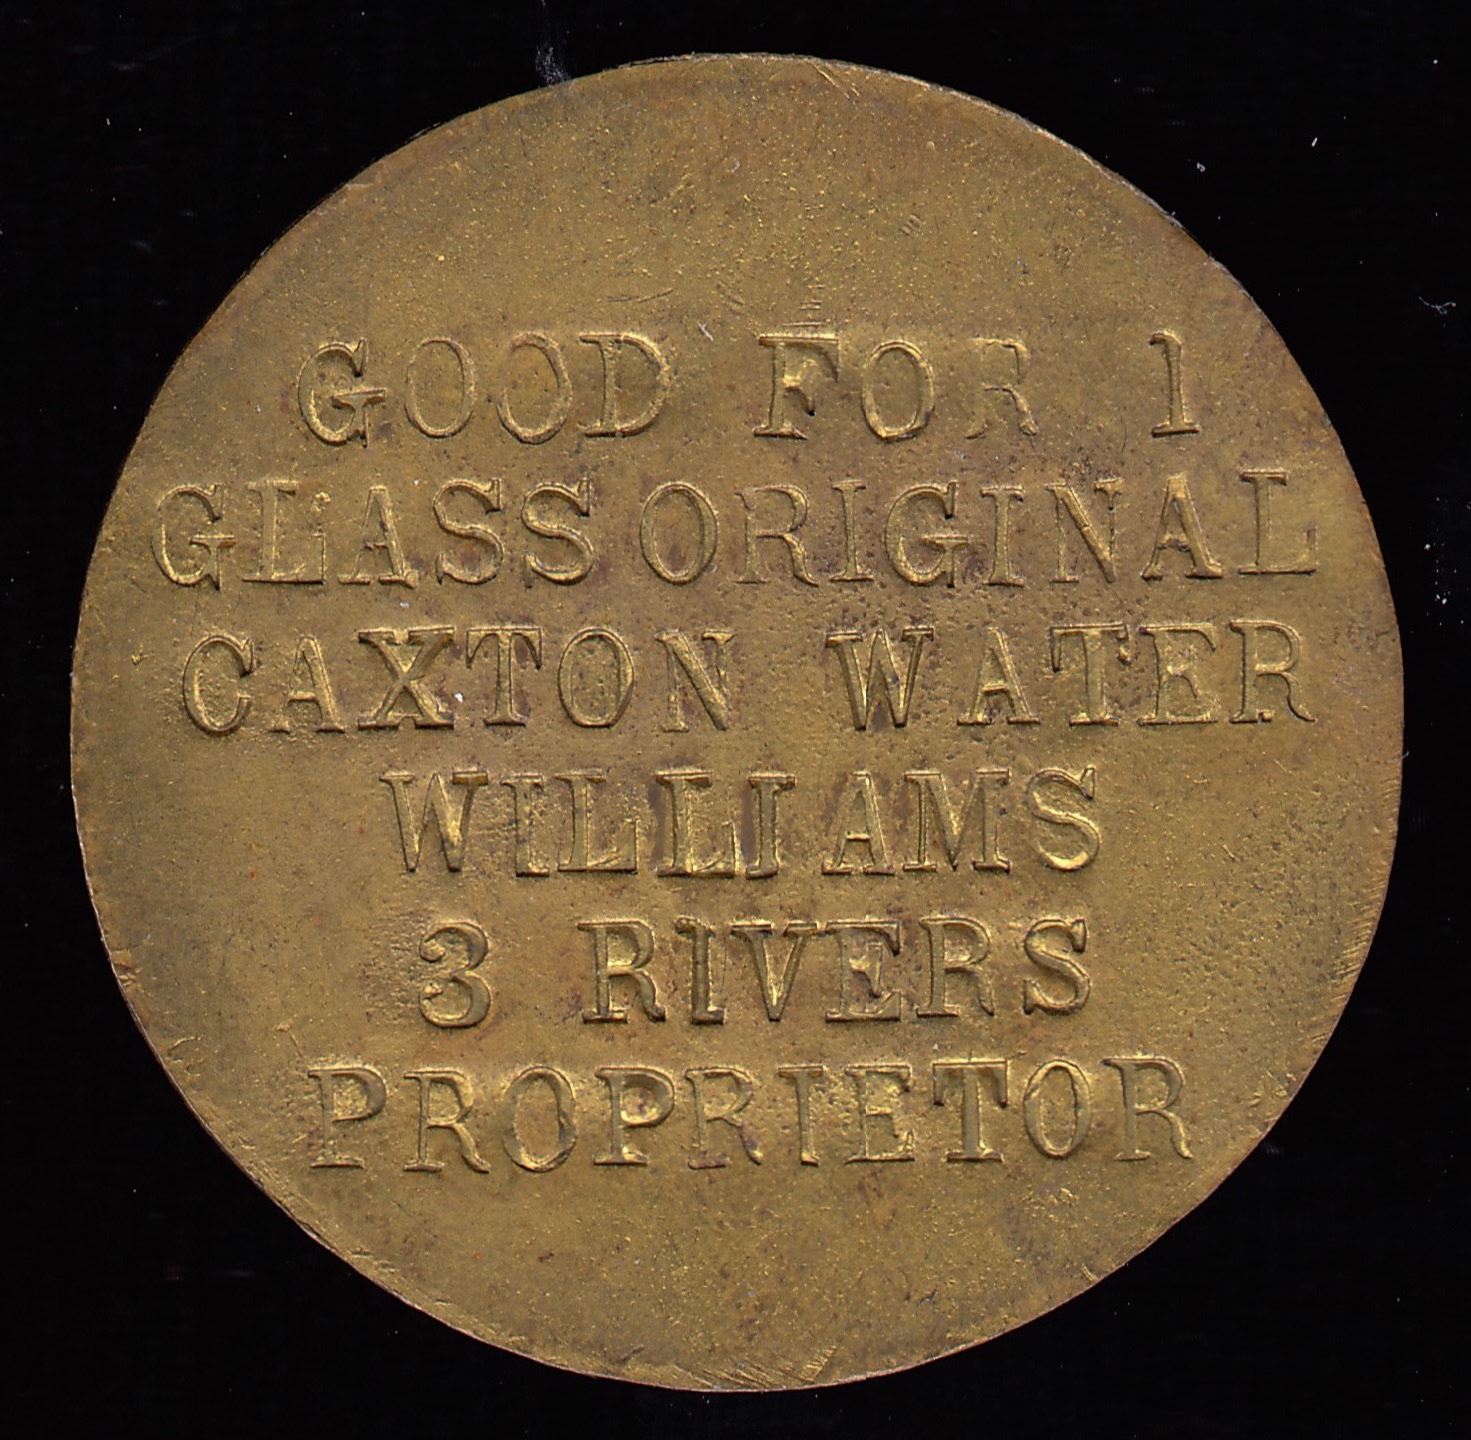 GOOD FOR 1
GLASS ORIGINAL
CAXTON WATER
WILLIAMS
3 RIVERS
PROPRIETOR